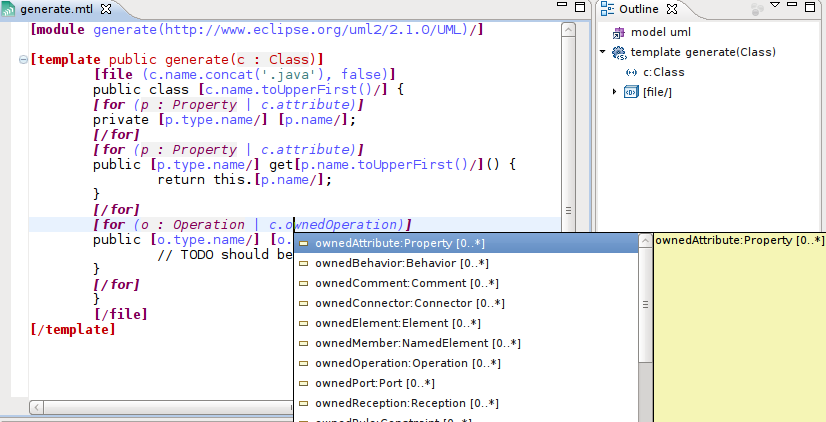 generate.mtl
[module generate(http://www.eclipse.org/uml2/2.1.0/UML)/]
[template public generate(c : Class)]
[file (c.name.concat('.java'), false)]
public class [c.name.toUpperFirst()/] {
[for (p : Property | c.attribute)]
private [p.type.name/] [p.name/];
[/for]
[for (p : Property | c.attribute)]
public [p.type.name/] get[p.name.toUpperFirst()/]() {
return this.[p.name/];
}
[/for]
[for (o : Operation | c.ownedOperation)]
public [o.type.name/] [o.
// TODO should be
}
[/for]
}
[/file]
[/template]
ownedAttribute:Property [0..*]
ownedBehavior:Behavior [0..*]
ownedComment:Comment [0..*]
ownedConnector:Connector [0..*]
ownedElement:Element [0..*]
ownedMember:NamedElement [0..*]
ownedOperation:Operation [0..*]
ownedPort:Port [0..*]
ownedReception:Reception [0..*]
ownedRule:Constraint [0..*]
ownedAttribute:Property [0..*]
Outline
model uml
template generate(Class)
c:Class
[file/]